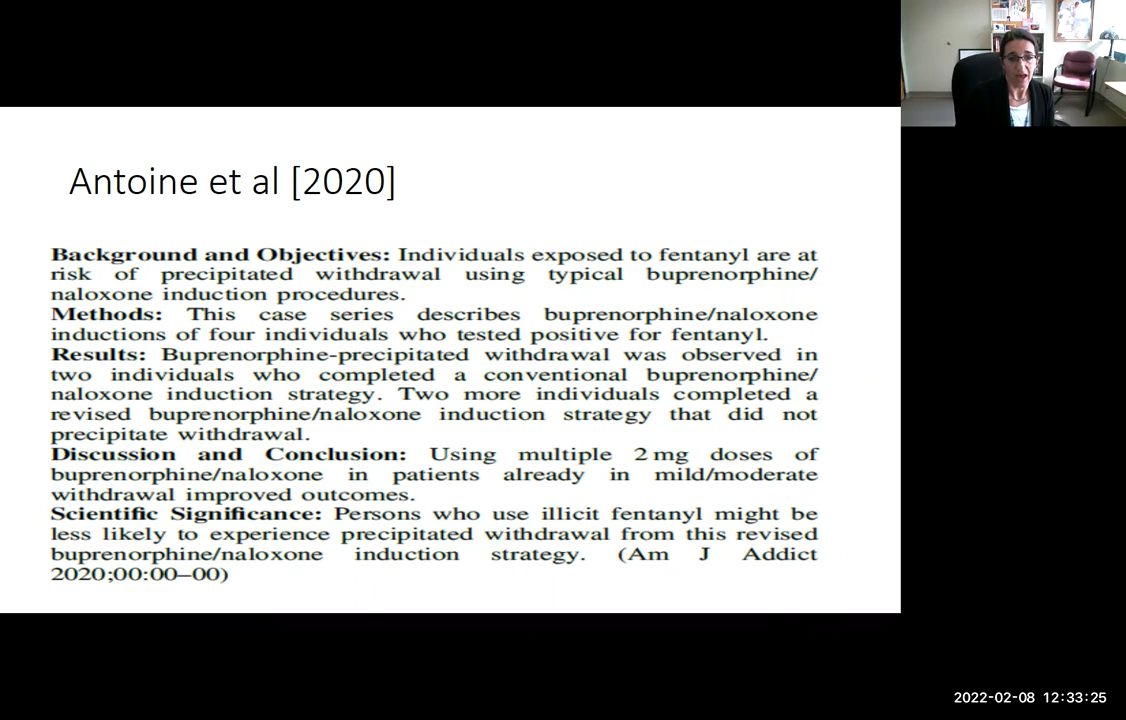 Antoine et al [2020]
Background and Objectives: Individuals exposed to fentanyl are at
risk of precipitated withdrawal using typical buprenorphine/
naloxone induction procedures.
Methods: This case series describes buprenorphine/naloxone
inductions of four individuals who tested positive for fentanyl.
Results: Buprenorphine-precipitated withdrawal was observed in
two individuals who completed a conventional buprenorphine/
naloxone induction strategy. Two more individuals completed a
revised buprenorphine/naloxone induction strategy that did not
precipitate withdrawal.
Discussion and Conclusion: Using multiple 2 mg doses of
buprenorphine/naloxone in patients already in mild/moderate
withdrawal improved outcomes.
Scientific Significance: Persons who use illicit fentanyl might be
less likely to experience precipitated withdrawal from this revised
buprenorphine/naloxone induction strategy. (Am J Addict
2020;00:00–00)
2022-02-08 12:33:25